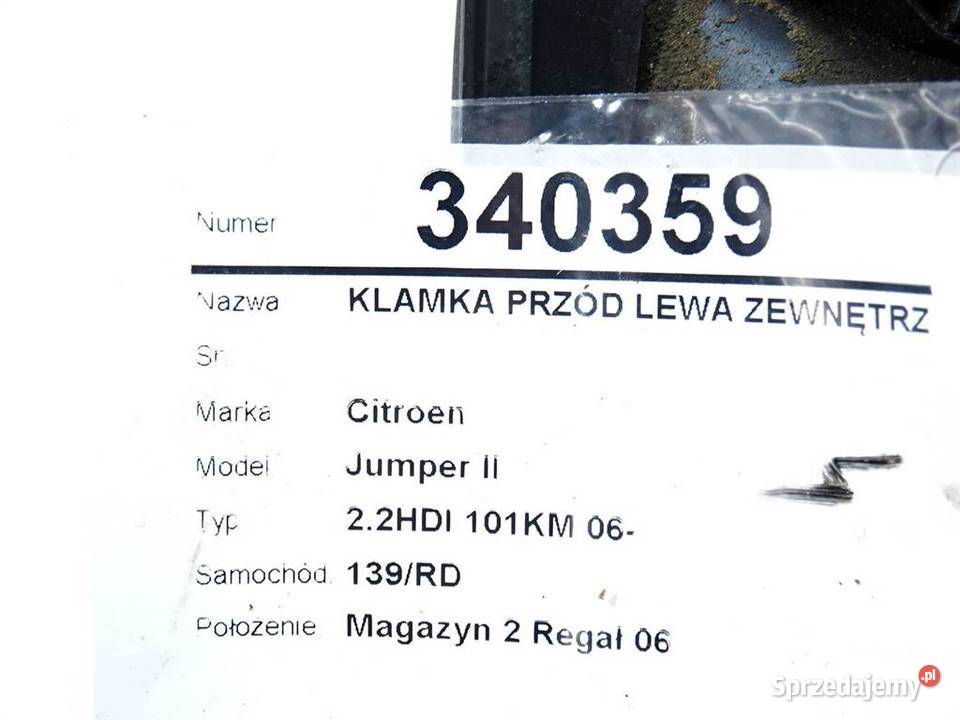 Numer 340359
Nazwa KLAMKA PRZÓD LEWA ZEWNĘTRZ
Sr.
Marka Citroen
Model Jumper II
Typ 2.2HDI 101KM 06-
Samochód 139/RD
Położenie Magazyn 2 Regał 06
Sprzedajemy.pl